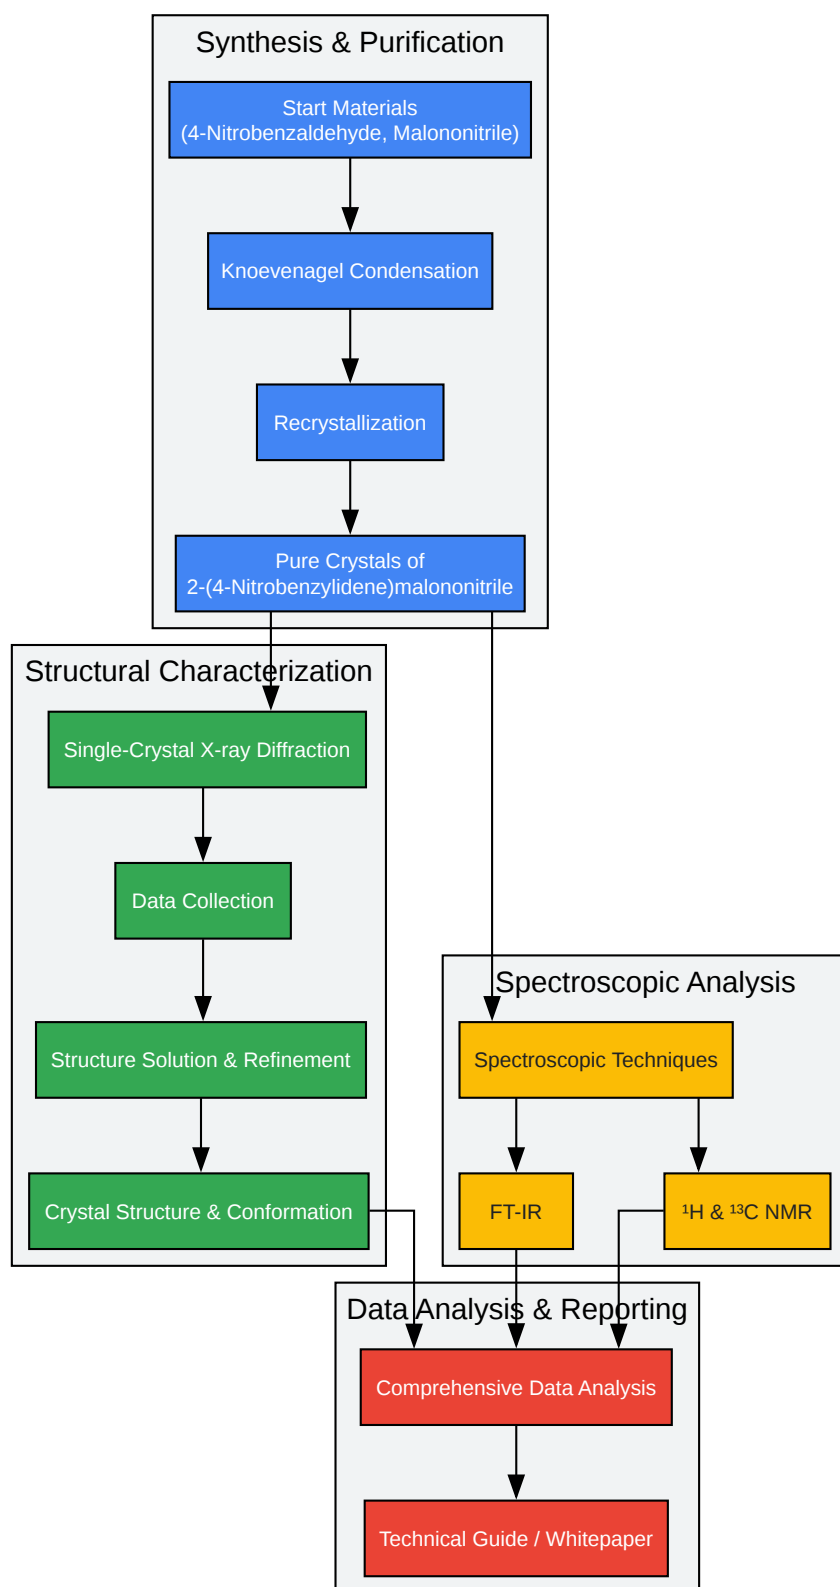 Synthesis & Purification
Start Materials
(4-Nitrobenzaldehyde, Malononitrile)
Knoevenagel Condensation
Recrystallization
Pure Crystals of
2-(4-Nitrobenzylidene)malononitrile
Structural Characterization
Single-Crystal X-ray Diffraction
Data Collection
Structure Solution & Refinement
Crystal Structure & Conformation
Spectroscopic Analysis
Spectroscopic Techniques
FT-IR
¹H & ¹³C NMR
Data Analysis & Reporting
Comprehensive Data Analysis
Technical Guide / Whitepaper